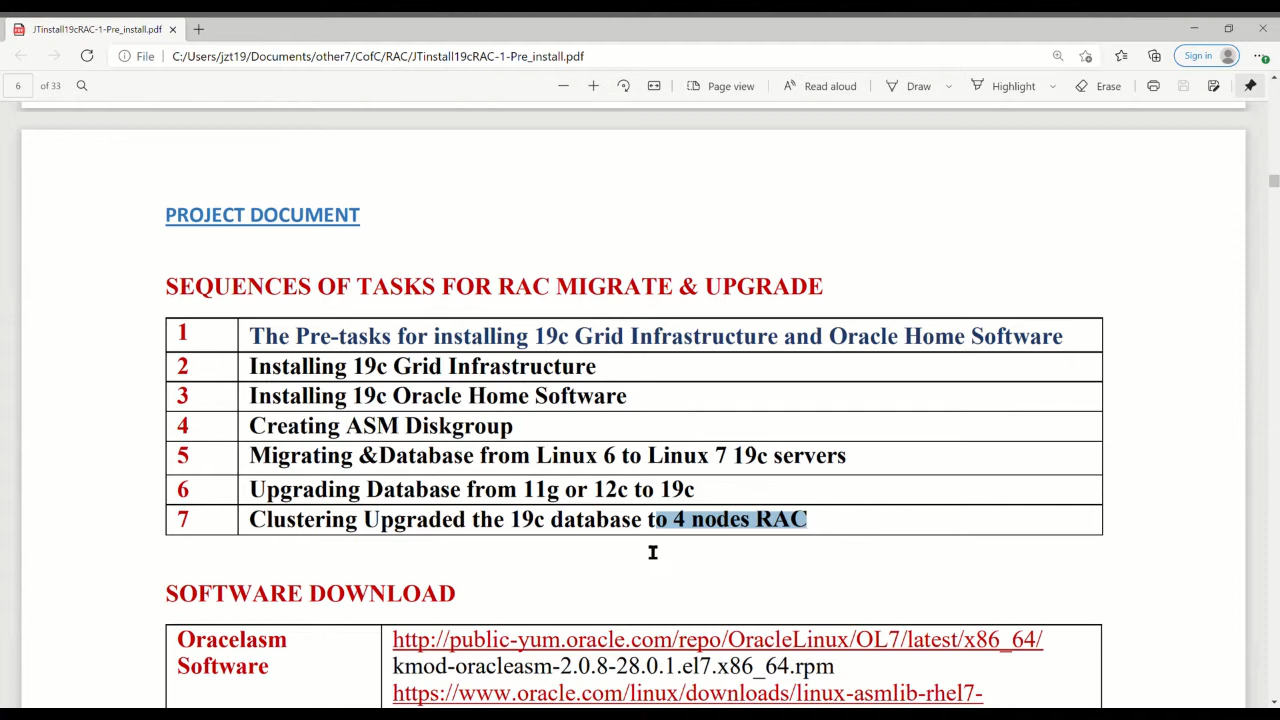 JTinstall19cRAC-1-Pre_install.pdf
File
C:/Users/jzt19/Documents/other7/CofC/RAC/JTinstall19cRAC-1-Pre_install.pdf
Sign in
6
of 33
Page view
Read aloud
Draw
Highlight
Erase
PROJECT DOCUMENT
SEQUENCES OF TASKS FOR RAC MIGRATE & UPGRADE
1 The Pre-tasks for installing 19c Grid Infrastructure and Oracle Home Software
2 Installing 19c Grid Infrastructure
3 Installing 19c Oracle Home Software
4 Creating ASM Diskgroup
5 Migrating &Database from Linux 6 to Linux 7 19c servers
6 Upgrading Database from 11g or 12c to 19c
7 Clustering Upgraded the 19c database to 4 nodes RAC
SOFTWARE DOWNLOAD
Oracelasm Software
http://public-yum.oracle.com/repo/OracleLinux/OL7/latest/x86_64/
kmod-oracleasm-2.0.8-28.0.1.el7.x86_64.rpm
https://www.oracle.com/linux/downloads/linux-asmlib-rhel7-